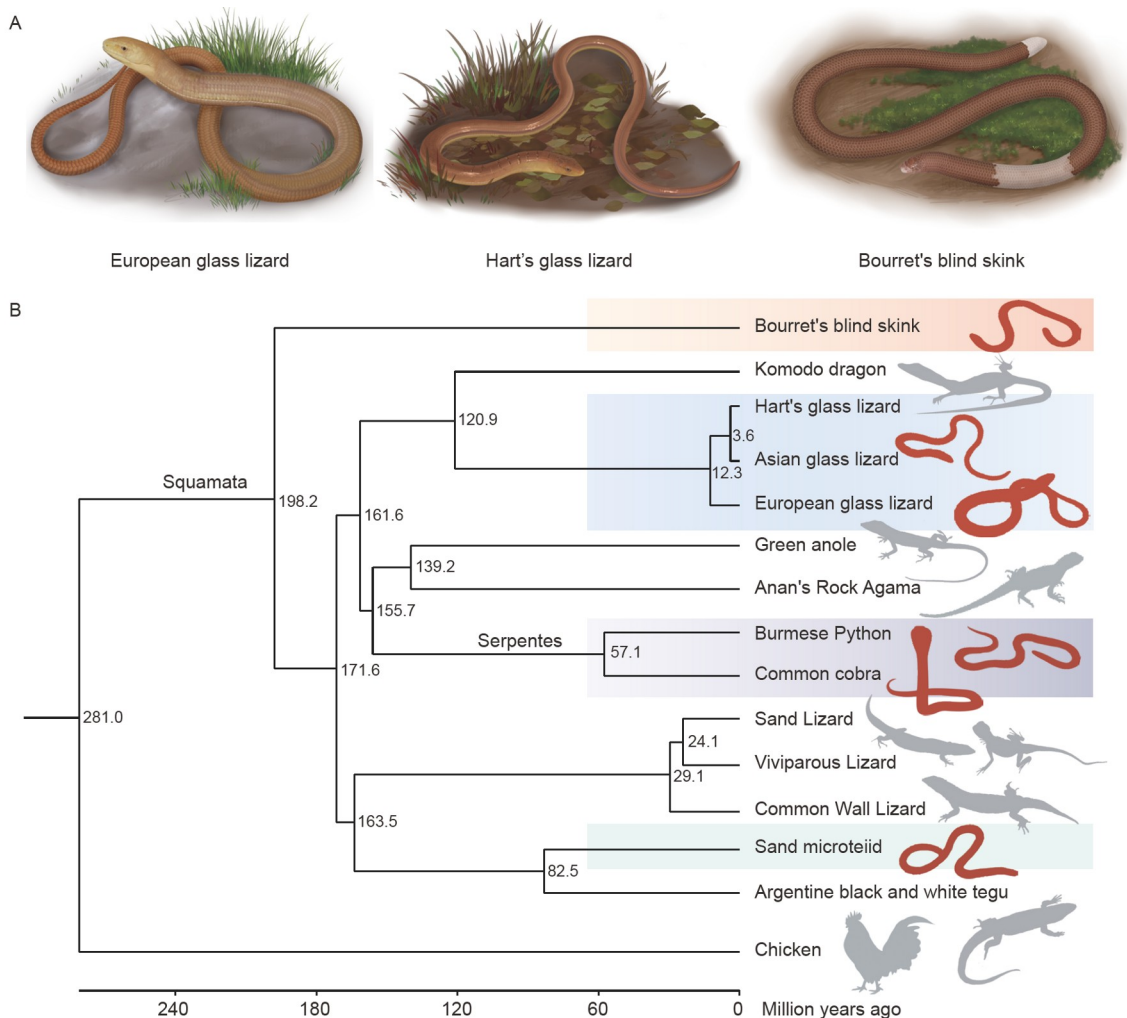 A
European glass lizard
Hart's glass lizard
Bourret's blind skink
B
Bourret's blind skink
Komodo dragon
120.9
Hart's glass lizard
3.6
Asian glass lizard
12.3
Squamata
198.2
161.6
European glass lizard
Green anole
139.2
Anan's Rock Agama
155.7
Serpentes
Burmese Python
57.1
171.6
Common cobra
281.0
Sand Lizard
24.1
Viviparous Lizard
29.1
Common Wall Lizard
163.5
Sand microteiid
82.5
Argentine black and white tegu
Chicken
240 180 120 60 0 Million years ago